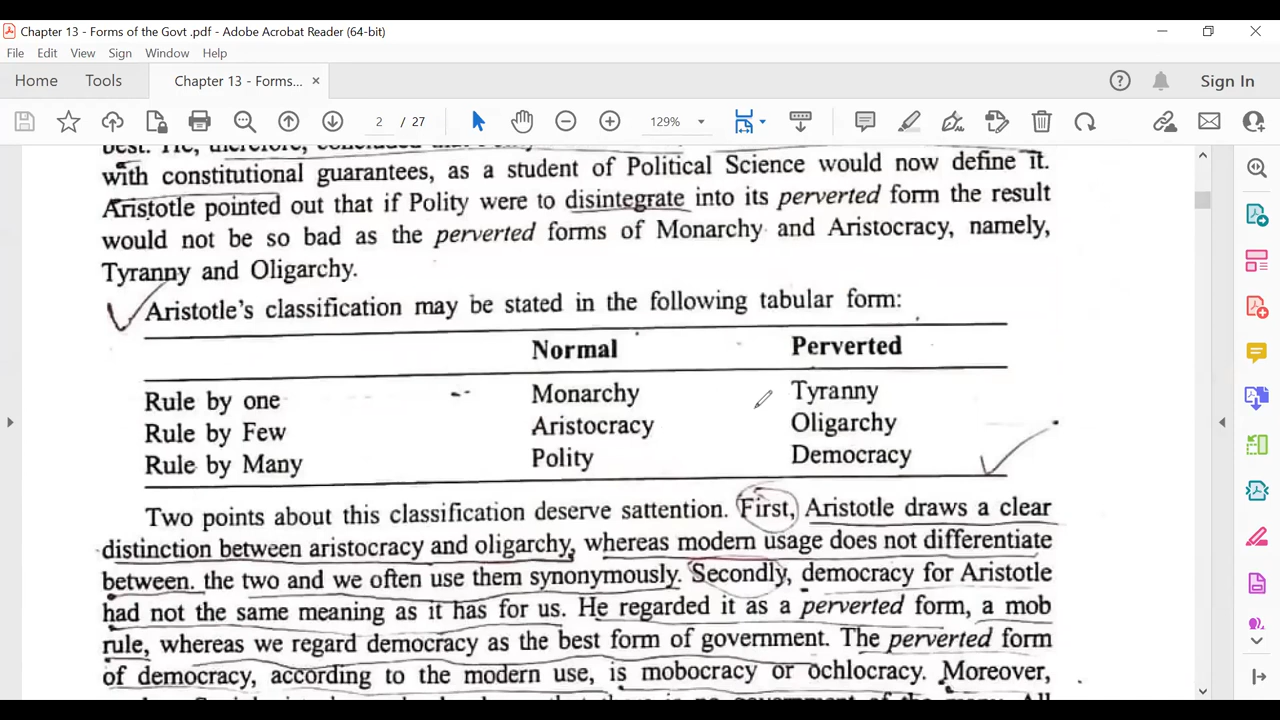 Chapter 13 - Forms of the Govt .pdf - Adobe Acrobat Reader (64-bit)
File Edit View Sign Window Help
Home Tools Chapter 13 - Forms... × Sign In
2 / 27 129%
with constitutional guarantees, as a student of Political Science would now define it.
Aristotle pointed out that if Polity were to disintegrate into its perverted form the result
would not be so bad as the perverted forms of Monarchy and Aristocracy, namely,
Tyranny and Oligarchy.
Aristotle's classification may be stated in the following tabular form:
Normal Perverted
Rule by one Monarchy Tyranny
Rule by Few Aristocracy Oligarchy
Rule by Many Polity Democracy
Two points about this classification deserve sattention. First, Aristotle draws a clear
distinction between aristocracy and oligarchy, whereas modern usage does not differentiate
between. the two and we often use them synonymously. Secondly, democracy for Aristotle
had not the same meaning as it has for us. He regarded it as a perverted form, a mob
rule, whereas we regard democracy as the best form of government. The perverted form
of democracy, according to the modern use, is mobocracy or ochlocracy. Moreover,